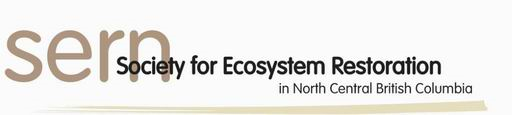 sern
Society for Ecosystem Restoration
in North Central British Columbia